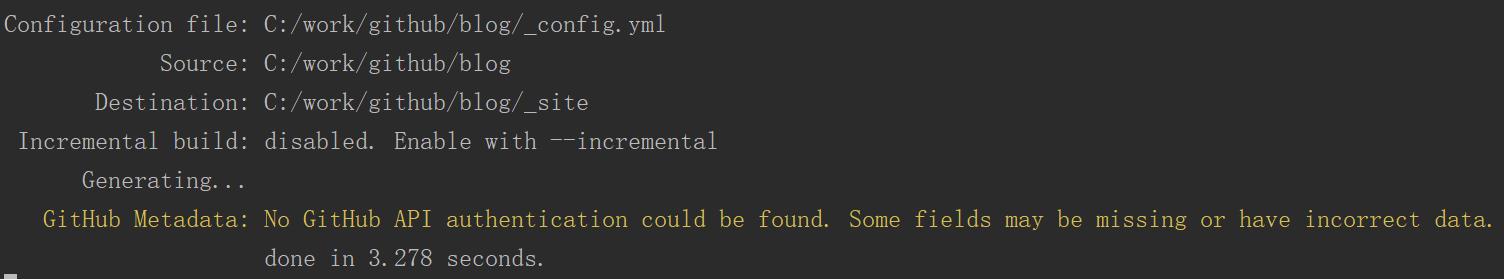 Configuration file: C:/work/github/blog/_config.yml
Source: C:/work/github/blog
Destination: C:/work/github/blog/_site
Incremental build: disabled. Enable with --incremental
Generating...
GitHub Metadata: No GitHub API authentication could be found. Some fields may be missing or have incorrect data.
done in 3.278 seconds.